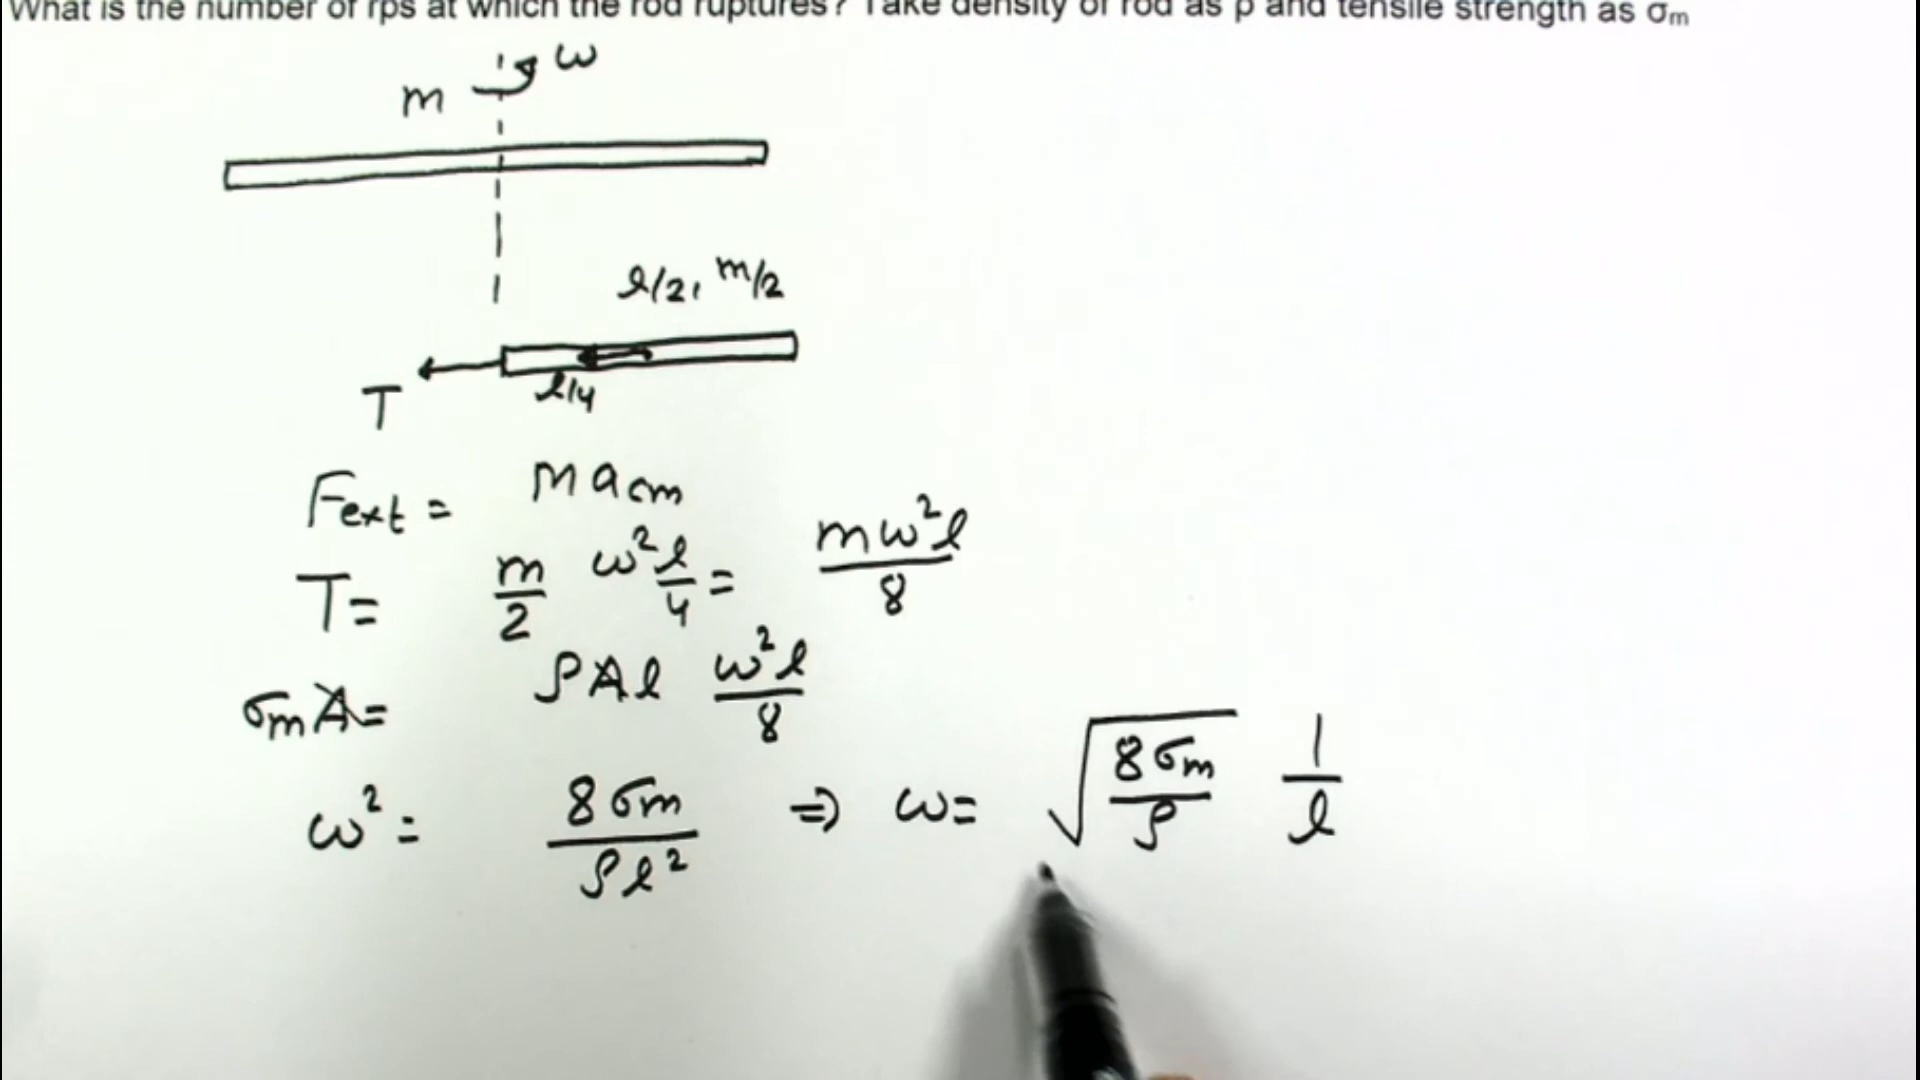 What is the number of rps at which the rod ruptures? Take density of rod as ρ and tensile strength as σm
ω
m
l/2, m/2
T
l/4
Fext = m acm
T = m/2 ω² l/4 = mω²l/8
σm A = ρAl ω²l/8
ω² = 8σm/ρl² ⇒ ω = √(8σm/ρ) 1/l